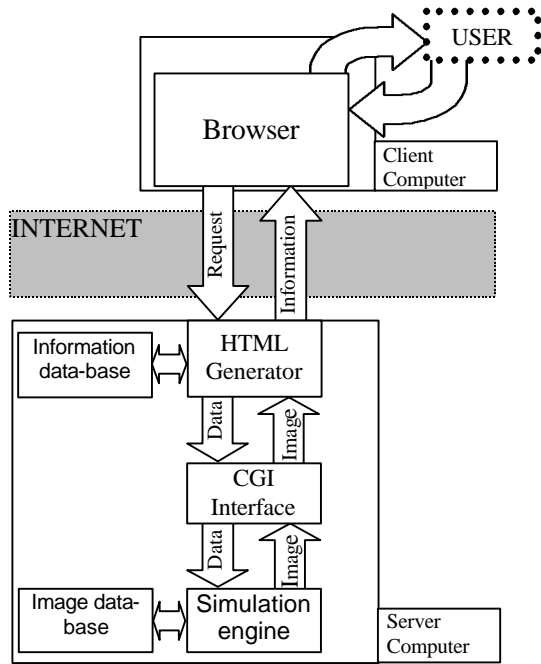 USER
Browser
Client
Computer
INTERNET
Request
Information
Information
data-base
HTML
Generator
Data
Image
CGI
Interface
Data
Image
Image data-
base
Simulation
engine
Server
Computer